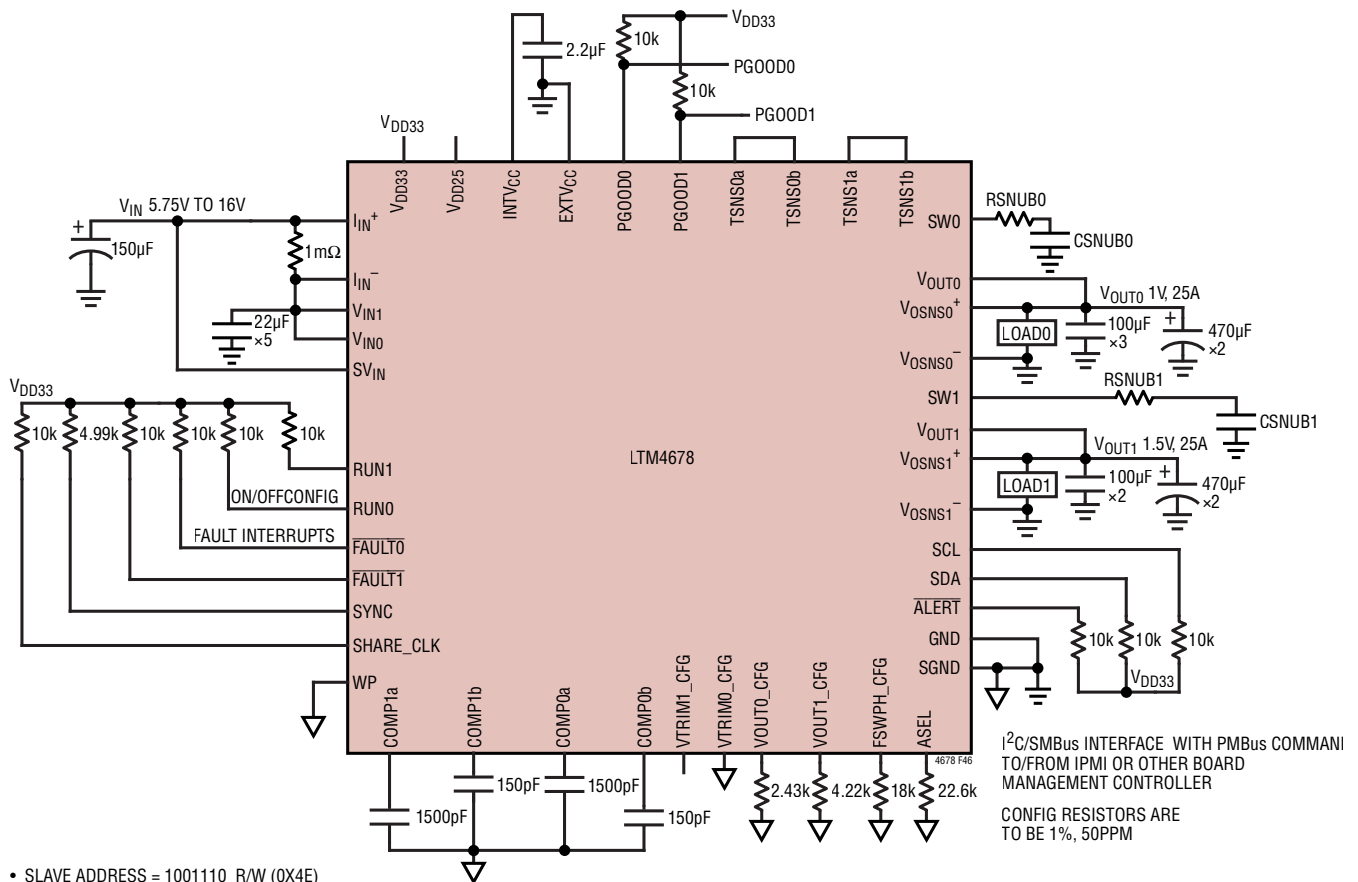 VDD33
10k
2.2µF
PGOOD0
10k
PGOOD1
VDD33
VDD33
VDD25
INTVCC
EXTVCC
PGOOD0
PGOOD1
TSNS0a
TSNS0b
TSNS1a
TSNS1b
VIN 5.75V TO 16V
+
150µF
1mΩ
22µF
×5
IIN+
IIN−
VIN1
VIN0
SVIN
VDD33
10k
4.99k
10k
10k
10k
10k
ON/OFFCONFIG
FAULT INTERRUPTS
RUN1
RUN0
FAULT0
FAULT1
SYNC
SHARE_CLK
WP
LTM4678
SW0
VOUT0
VOSNS0+
VOSNS0−
SW1
VOUT1
VOSNS1+
VOSNS1−
SCL
SDA
ALERT
GND
SGND
RSNUB0
CSNUB0
VOUT0 1V, 25A
LOAD0
100µF
×3
+
470µF
×2
RSNUB1
CSNUB1
VOUT1 1.5V, 25A
LOAD1
100µF
×2
+
470µF
×2
10k
10k
10k
VDD33
COMP1a
COMP1b
COMP0a
COMP0b
VTRIM1_CFG
VTRIM0_CFG
VOUT0_CFG
VOUT1_CFG
FSWPH_CFG
ASEL
4678 F46
1500pF
150pF
1500pF
150pF
2.43k
4.22k
18k
22.6k
I2C/SMBus INTERFACE WITH PMBus COMMAN
TO/FROM IPMI OR OTHER BOARD
MANAGEMENT CONTROLLER
CONFIG RESISTORS ARE
TO BE 1%, 50PPM
• SLAVE ADDRESS = 1001110_R/W (0X4E)